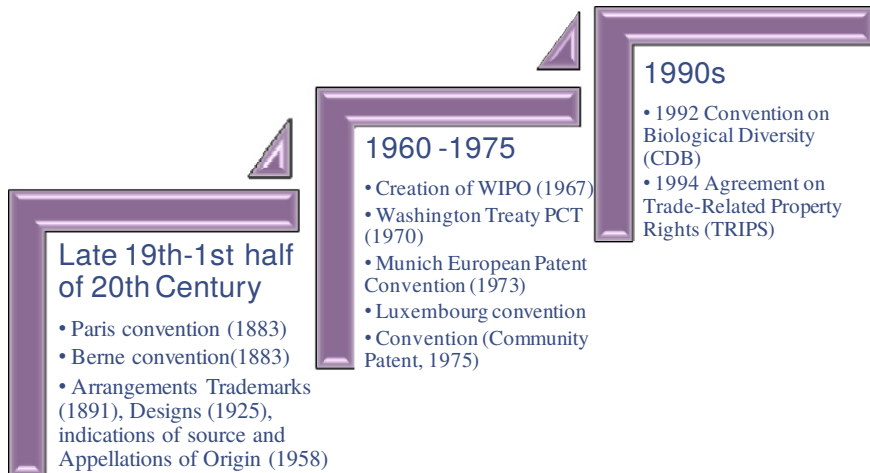 Late 19th-1st half
of 20th Century
• Paris convention (1883)
• Berne convention(1883)
• Arrangements Trademarks
(1891), Designs (1925),
indications of source and
Appellations of Origin (1958)
1960 -1975
• Creation of WIPO (1967)
• Washington Treaty PCT
(1970)
• Munich European Patent
Convention (1973)
• Luxembourg convention
• Convention (Community
Patent, 1975)
1990s
• 1992 Convention on
Biological Diversity
(CDB)
• 1994 Agreement on
Trade-Related Property
Rights (TRIPS)